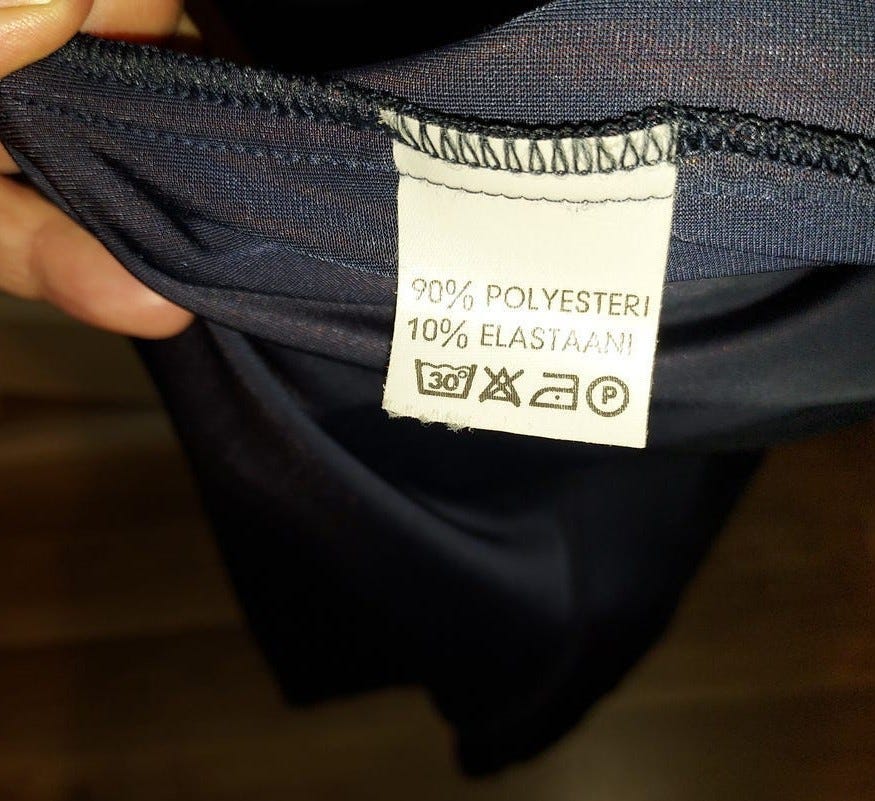 90% POLYESTERI
10% ELASTAANI
30°
P